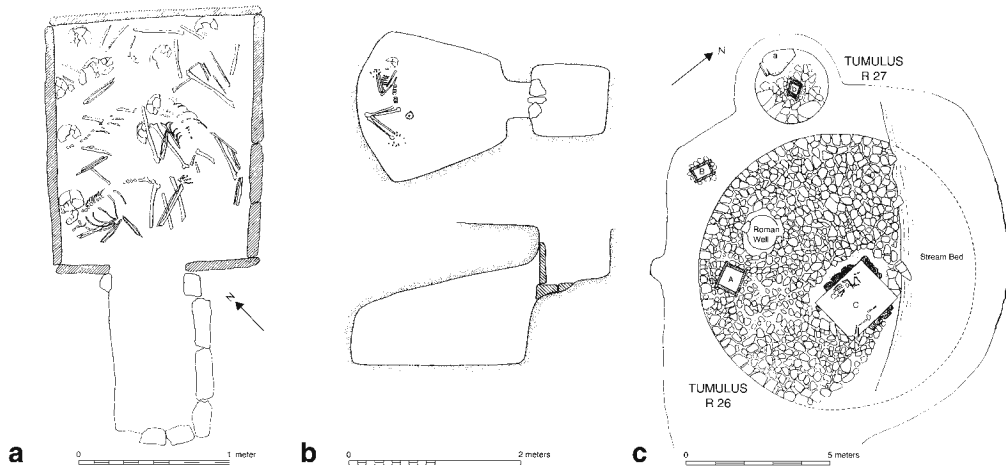 N
TUMULUS
R 27
a
D
B
Roman
Well
A
C
Stream Bed
TUMULUS
R 26
N
a
0 1 meter
b
0 2 meters
c
0 5 meters